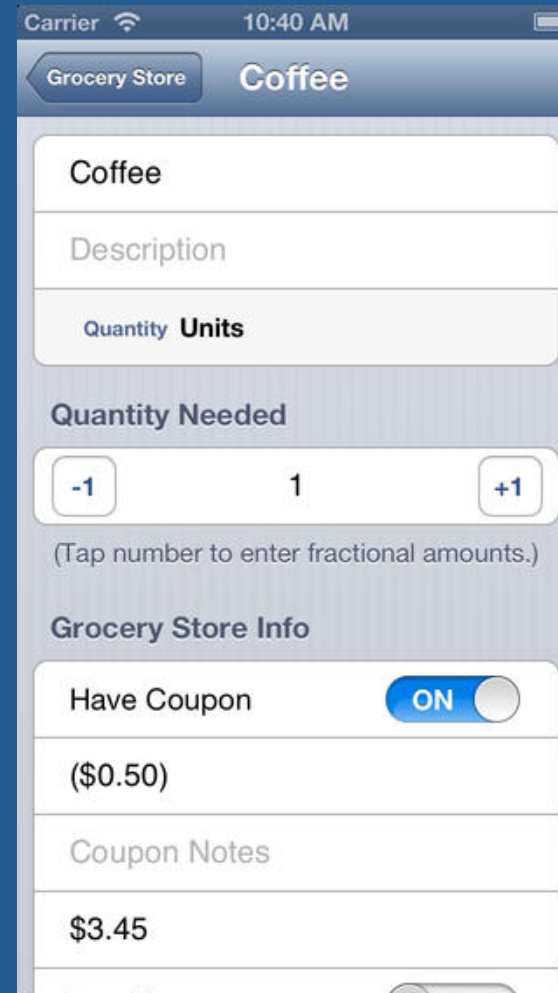 Carrier 10:40 AM
Grocery Store Coffee
Coffee
Description
Quantity Units
Quantity Needed
-1 1 +1
(Tap number to enter fractional amounts.)
Grocery Store Info
Have Coupon ON
($0.50)
Coupon Notes
$3.45